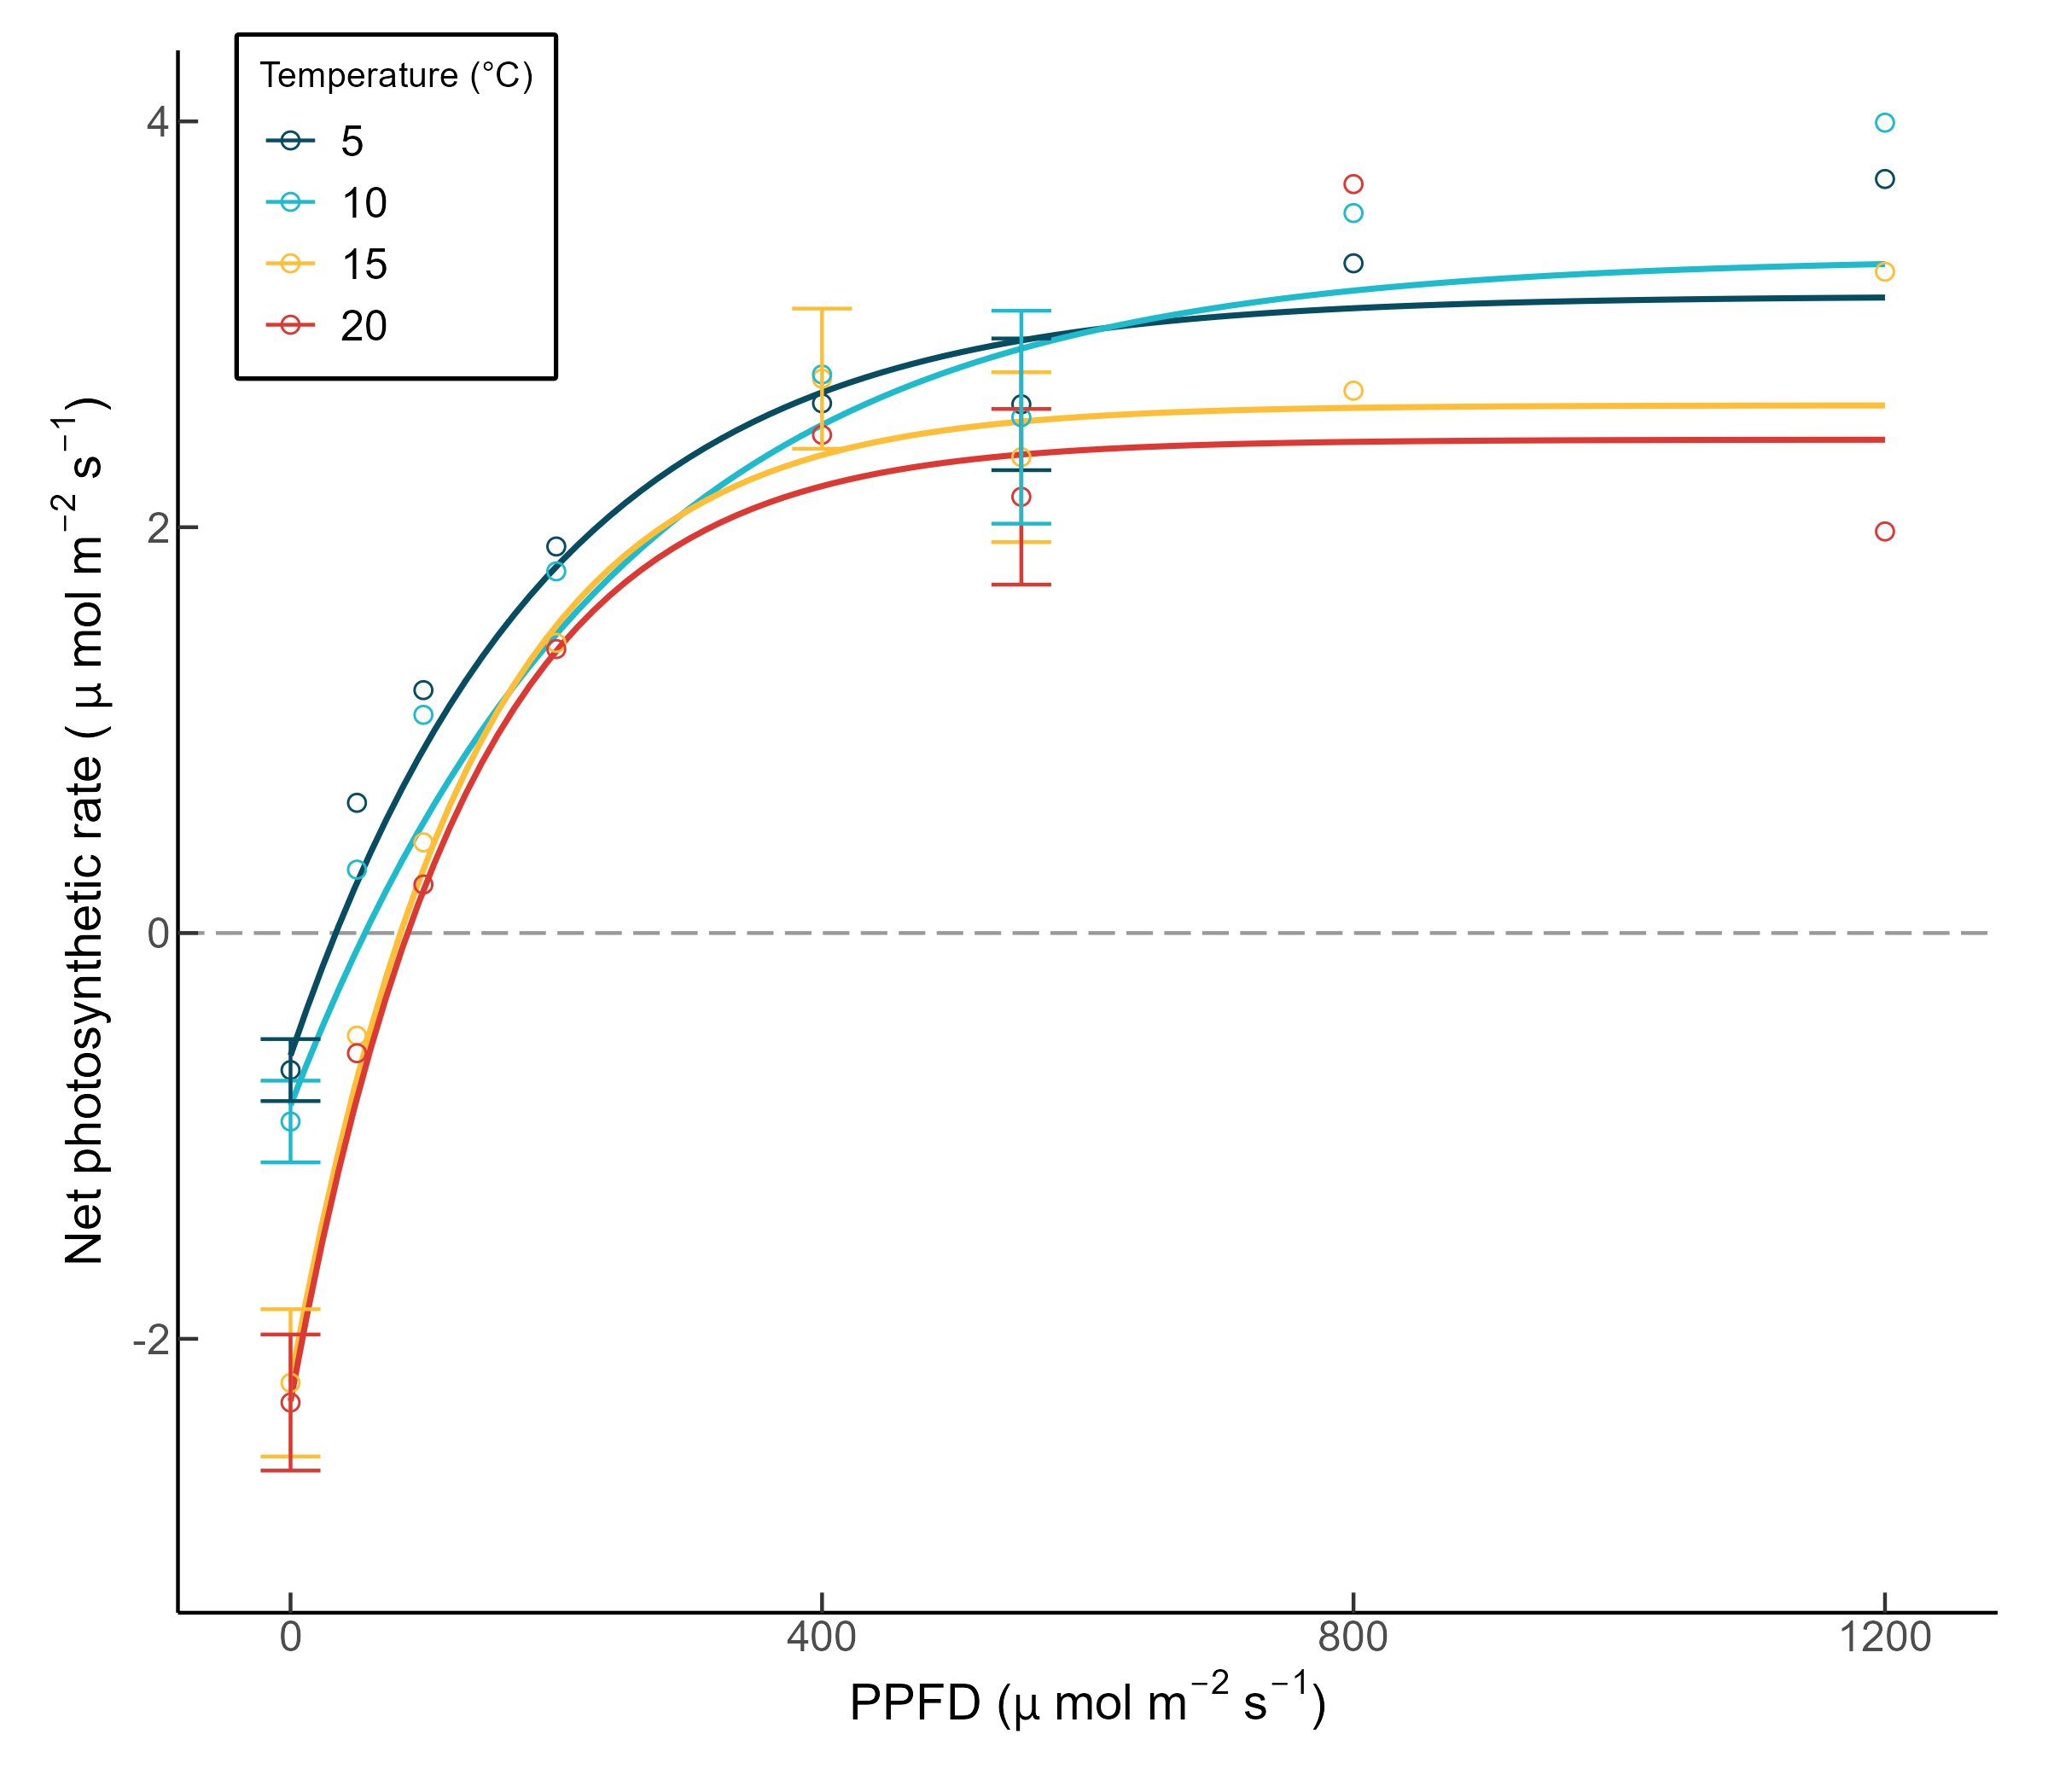 Temperature (°C)
5
10
15
20
4
2
0
-2
Net photosynthetic rate ( μ mol m⁻² s⁻¹)
0 400 800 1200
PPFD (μ mol m⁻² s⁻¹)